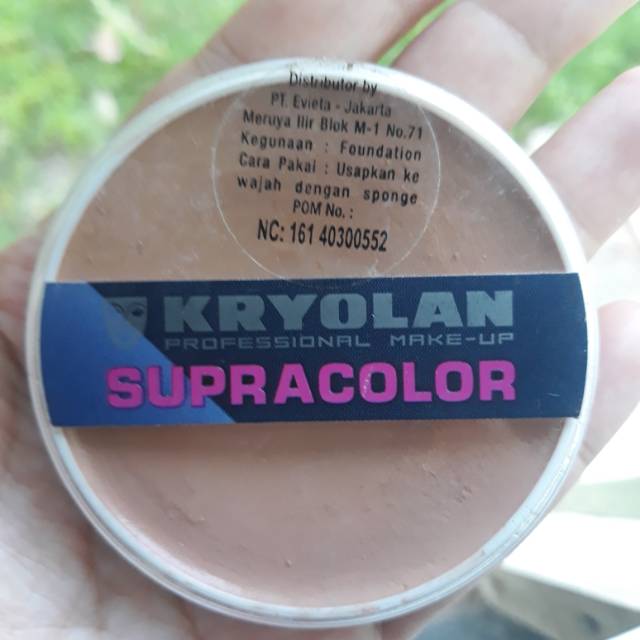 Distributor by
PT. Evieta - Jakarta
Meruya Ilir Blok M-1 No.71
Kegunaan : Foundation
Cara Pakai : Usapkan ke
wajah dengan sponge
POM No. :
NC: 161 40300552
KRYOLAN
PROFESSIONAL MAKE-UP
SUPRACOLOR